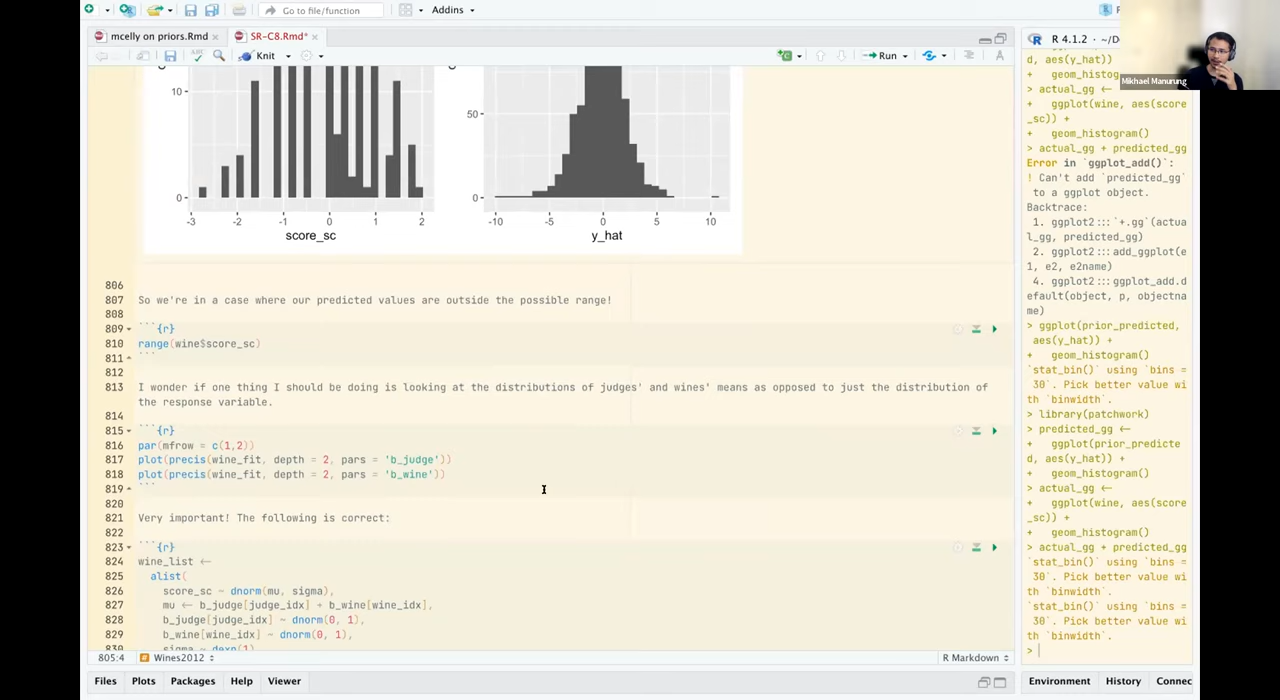 Go to file/function
Addins
mcelly on priors.Rmd
SR-C8.Rmd*
Knit
Run
R 4.1.2 · ~/D
Mikhael Manurung
10
0
-3 -2 -1 0 1 2
score_sc
50
0
-10 -5 0 5 10
y_hat
806
807 So we're in a case where our predicted values are outside the possible range!
808
809 ```{r}
810 range(wine$score_sc)
811 ```
812
813 I wonder if one thing I should be doing is looking at the distributions of judges' and wines' means as opposed to just the distribution of
the response variable.
814
815 ```{r}
816 par(mfrow = c(1,2))
817 plot(precis(wine_fit, depth = 2, pars = 'b_judge'))
818 plot(precis(wine_fit, depth = 2, pars = 'b_wine'))
819 ```
820
821 Very important! The following is correct:
822
823 ```{r}
824 wine_list <-
825 alist(
826 score_sc ~ dnorm(mu, sigma),
827 mu <- b_judge[judge_idx] + b_wine[wine_idx],
828 b_judge[judge_idx] ~ dnorm(0, 1),
829 b_wine[wine_idx] ~ dnorm(0, 1),
830 sigma ~ dexp(1)
805:4 Wines2012 R Markdown
Files Plots Packages Help Viewer
d, aes(y_hat))
+ geom_histog
> actual_gg <-
+ ggplot(wine, aes(score
_sc)) +
+ geom_histogram()
> actual_gg + predicted_gg
Error in `ggplot_add()`:
! Can't add `predicted_gg`
to a ggplot object.
Backtrace:
1. ggplot2:::`+.gg`(actua
l_gg, predicted_gg)
2. ggplot2:::add_ggplot(e
1, e2, e2name)
4. ggplot2:::ggplot_add.d
efault(object, p, objectna
me)
> ggplot(prior_predicted,
aes(y_hat)) +
+ geom_histogram()
`stat_bin()` using `bins =
30`. Pick better value wi
th `binwidth`.
> library(patchwork)
> predicted_gg <-
+ ggplot(prior_predicte
d, aes(y_hat)) +
+ geom_histogram()
> actual_gg <-
+ ggplot(wine, aes(score
_sc)) +
+ geom_histogram()
> actual_gg + predicted_gg
`stat_bin()` using `bins =
30`. Pick better value wi
th `binwidth`.
`stat_bin()` using `bins =
30`. Pick better value wi
th `binwidth`.
>
Environment History Connec